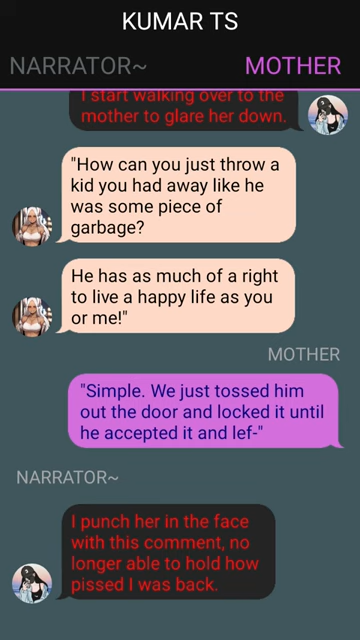 KUMAR TS
NARRATOR~
MOTHER
I start walking over to the
mother to glare her down.
"How can you just throw a
kid you had away like he
was some piece of
garbage?
He has as much of a right
to live a happy life as you
or me!"
MOTHER
"Simple. We just tossed him
out the door and locked it until
he accepted it and lef-"
NARRATOR~
I punch her in the face
with this comment, no
longer able to hold how
pissed I was back.